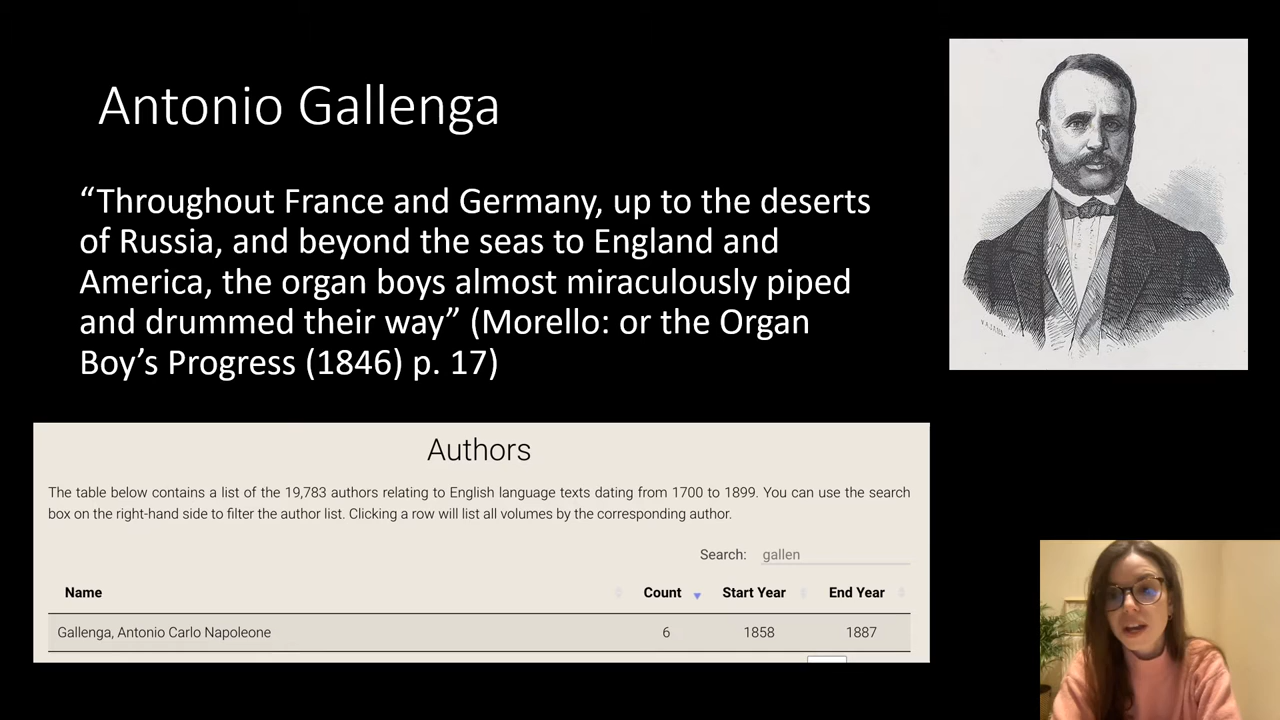 Antonio Gallenga
“Throughout France and Germany, up to the deserts
of Russia, and beyond the seas to England and
America, the organ boys almost miraculously piped
and drummed their way” (Morello: or the Organ
Boy’s Progress (1846) p. 17)
Authors
The table below contains a list of the 19,783 authors relating to English language texts dating from 1700 to 1899. You can use the search
box on the right-hand side to filter the author list. Clicking a row will list all volumes by the corresponding author.
Search: gallen
Name Count Start Year End Year
Gallenga, Antonio Carlo Napoleone 6 1858 1887